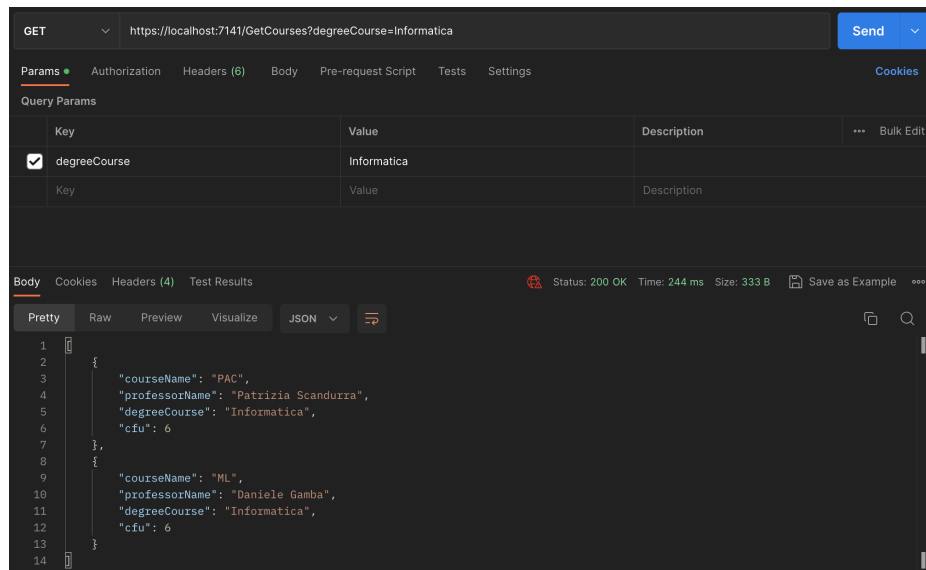 GET https://localhost:7141/GetCourses?degreeCourse=Informatica Send
Params Authorization Headers (6) Body Pre-request Script Tests Settings Cookies
Query Params
Key Value Description Bulk Edit
degreeCourse Informatica
Key Value Description
Body Cookies Headers (4) Test Results Status: 200 OK Time: 244 ms Size: 333 B Save as Example
Pretty Raw Preview Visualize JSON
1 [
2 {
3 "courseName": "PAC",
4 "professorName": "Patrizia Scandurra",
5 "degreeCourse": "Informatica",
6 "cfu": 6
7 },
8 {
9 "courseName": "ML",
10 "professorName": "Daniele Gamba",
11 "degreeCourse": "Informatica",
12 "cfu": 6
13 }
14 ]